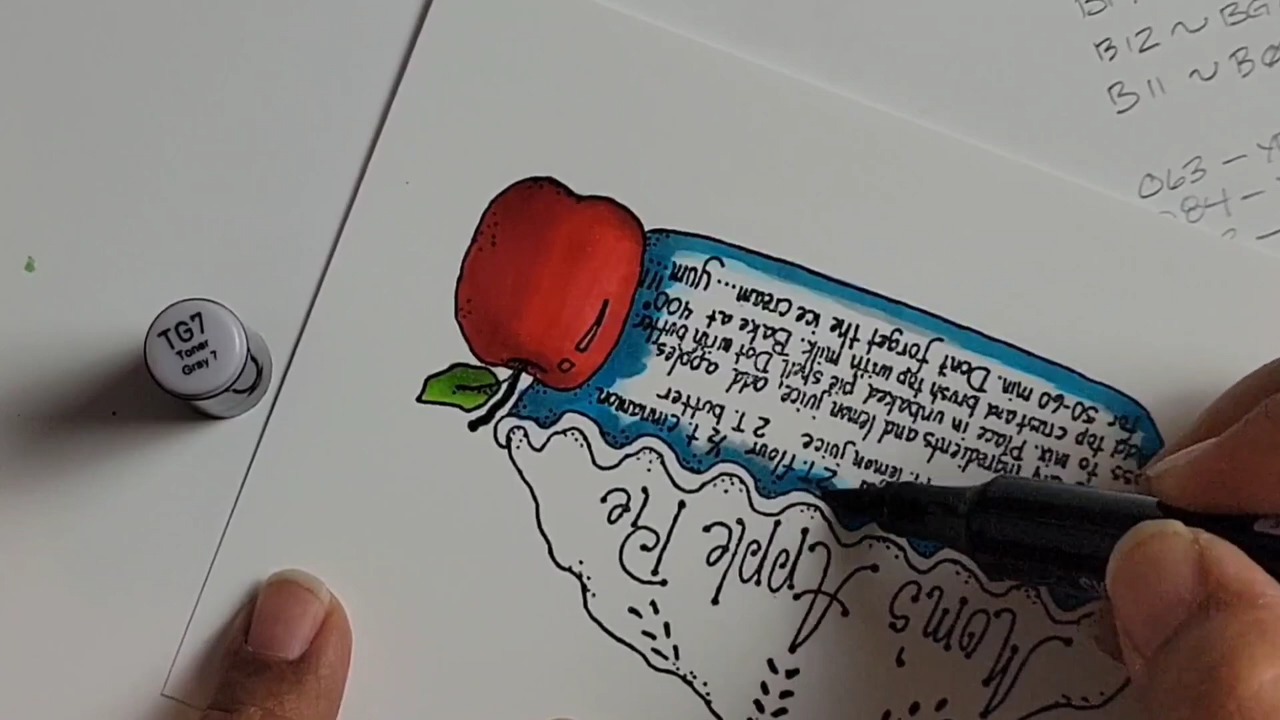 TG7
Toner
Gray 7
Mom's Apple Pie
2 T. flour ½ t cinnamon
T. lemon juice 2 T. butter
ingredients and lemon juice, add apples
to mix. Place in unbaked pie shell. Dot with butter.
Add top crust and brush top with milk. Bake at 400°
for 50-60 min. Don't forget the ice cream... yum !!!
B12 ~ BG
B11 ~
063 –